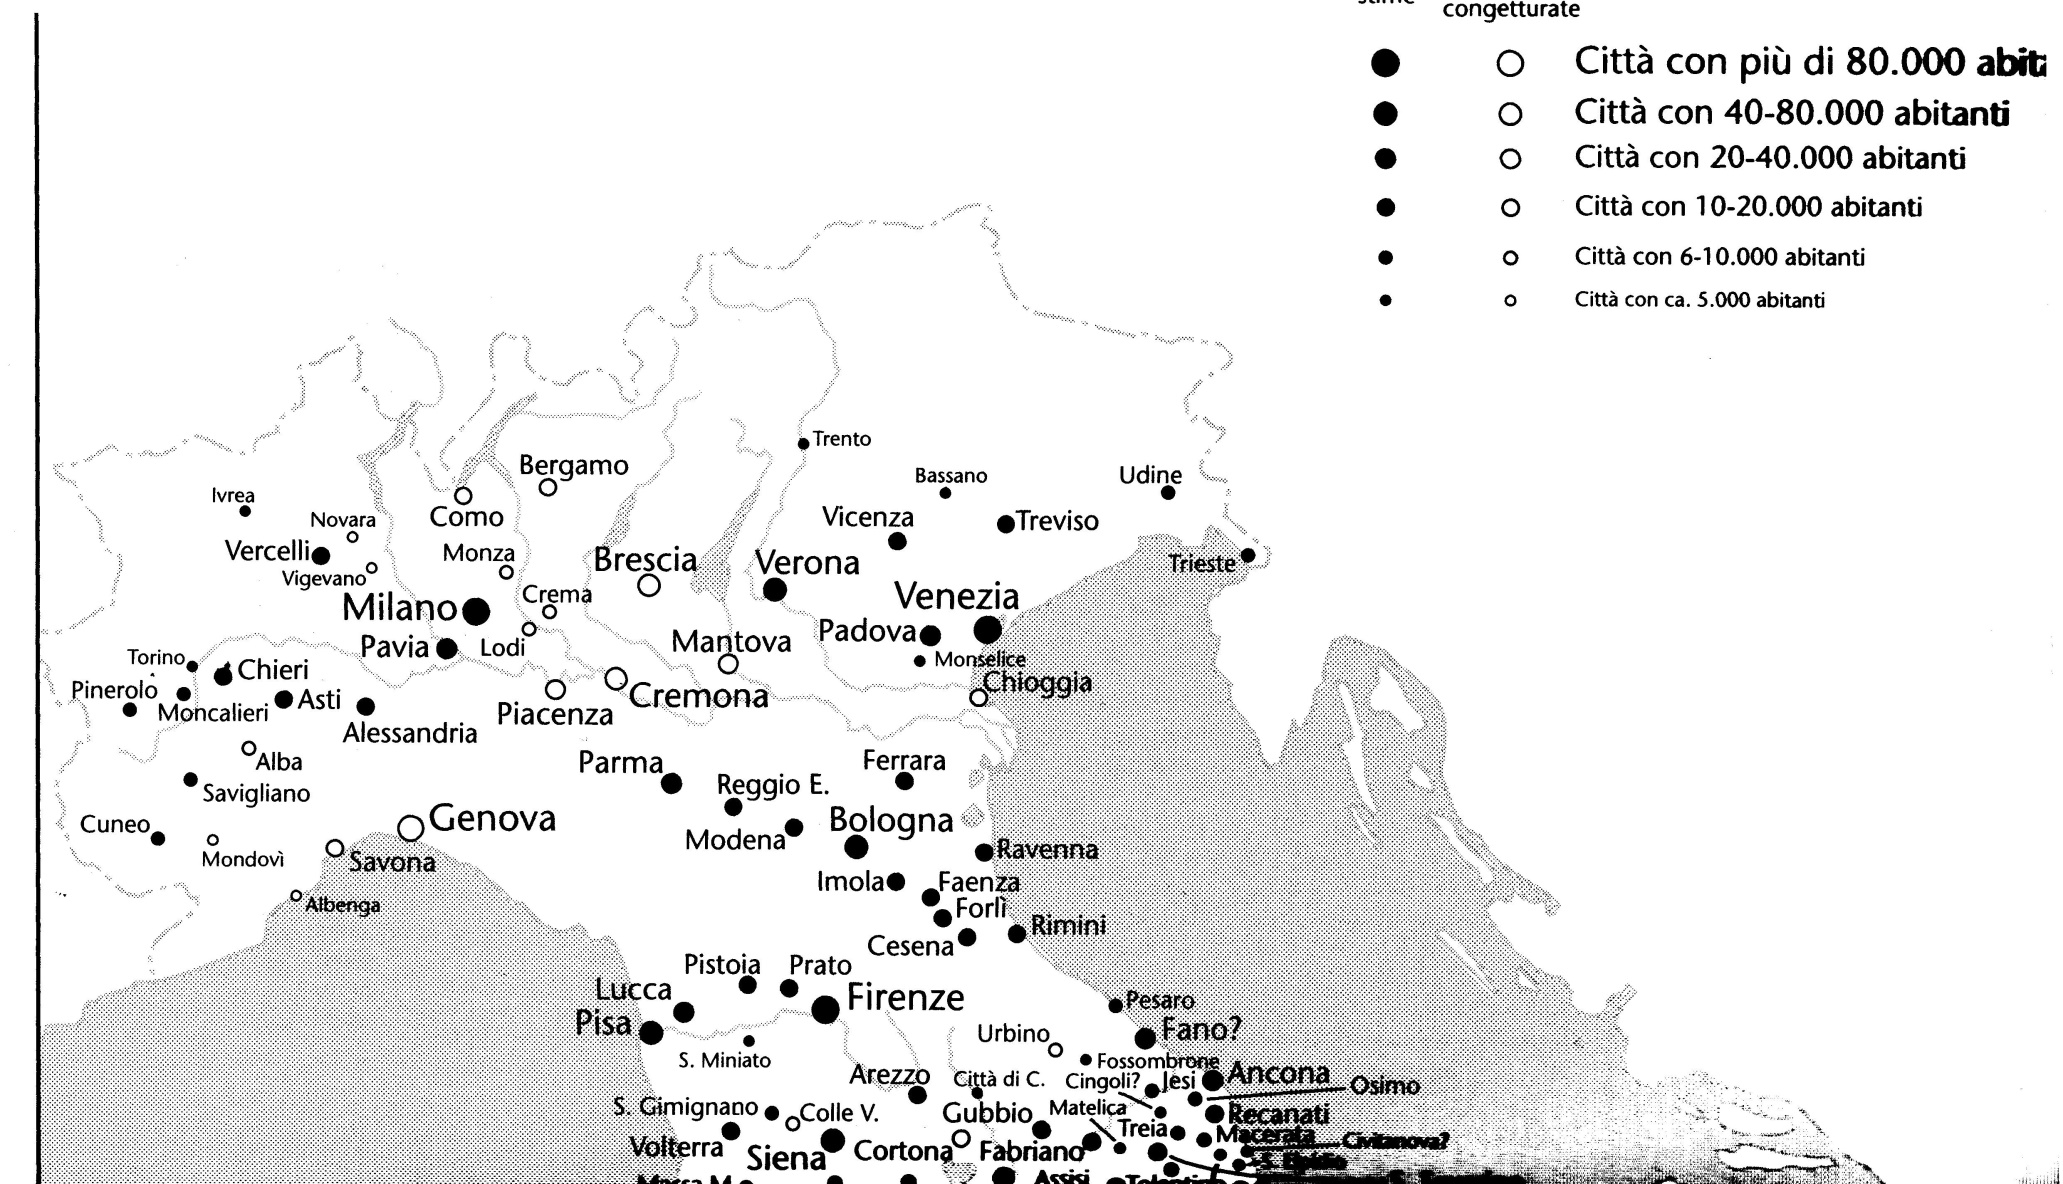 congetturate
Città con più di 80.000
Città con 40-80.000 abitanti
Città con 20-40.000 abitanti
Città con 10-20.000 abitanti
Città con 6-10.000 abitanti
Città con ca. 5.000 abitanti
Trento
Bergamo
Bassano
Udine
Ivrea
Como
Novara
Vicenza
Treviso
Vercelli
Monza
Brescia
Verona
Trieste
Vigevano
Crema
Venezia
Milano
Padova
Pavia
Lodi
Mantova
Torino
Chieri
Monselice
Chioggia
Pinerolo
Asti
Cremona
Moncalieri
Piacenza
Alessandria
Alba
Parma
Ferrara
Savigliano
Reggio E.
Cuneo
Genova
Modena
Bologna
Mondovì
Savona
Ravenna
Imola
Faenza
Albenga
Forlì
Rimini
Cesena
Pistoia
Prato
Lucca
Firenze
Pesaro
Pisa
Fano?
Urbino
S. Miniato
Fossombrone
Arezzo
Città di C.
Cingoli?
Jesi
Ancona
Osimo
S. Gimignano
Colle V.
Gubbio
Matelica
Recanati
Treia
Macerata
Civitanova?
Volterra
Siena
Cortona
Fabriano
Assisi
Tolentino